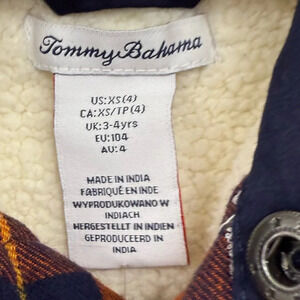 Tommy Bahama
US: XS(4)
CA: XS/TP (4)
UK: 3-4yrs
EU: 104
AU: 4
MADE IN INDIA
FABRIQUÉ EN INDE
WYPRODUKOWANO W
INDIACH
HERGESTELLT IN INDIEN
GEPRODUCEERD IN
INDIA